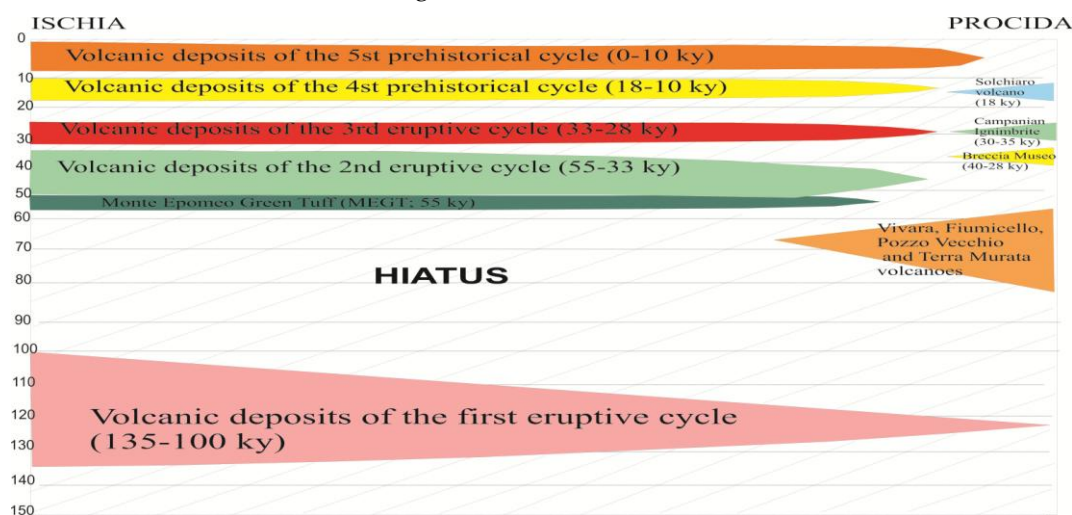 ISCHIA
PROCIDA
0
Volcanic deposits of the 5st prehistorical cycle (0-10 ky)
10
Volcanic deposits of the 4st prehistorical cycle (18-10 ky)
Solchiaro
volcano
(18 ky)
20
Volcanic deposits of the 3rd eruptive cycle (33-28 ky)
Campanian
Ignimbrite
(30-35 ky)
30
40
Volcanic deposits of the 2nd eruptive cycle (55-33 ky)
Breccia Museo
(40-28 ky)
50
Monte Epomeo Green Tuff (MEGT; 55 ky)
60
Vivara, Fiumicello,
Pozzo Vecchio
and Terra Murata
volcanoes
70
HIATUS
80
90
100
110
Volcanic deposits of the first eruptive cycle
(135-100 ky)
120
130
140
150